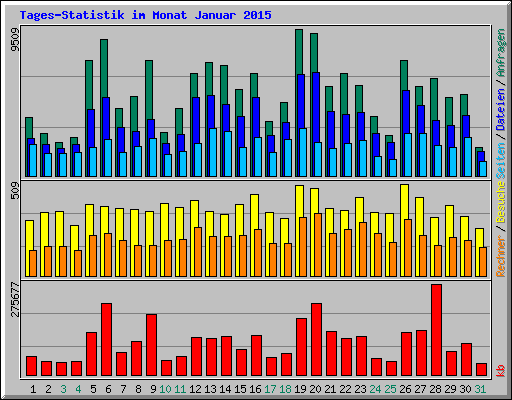 Tages-Statistik im Monat Januar 2015
9509
509
275677
Rechner / Besuche Seiten / Dateien / Anfragen
kb
1 2 3 4 5 6 7 8 9 10 11 12 13 14 15 16 17 18 19 20 21 22 23 24 25 26 27 28 29 30 31